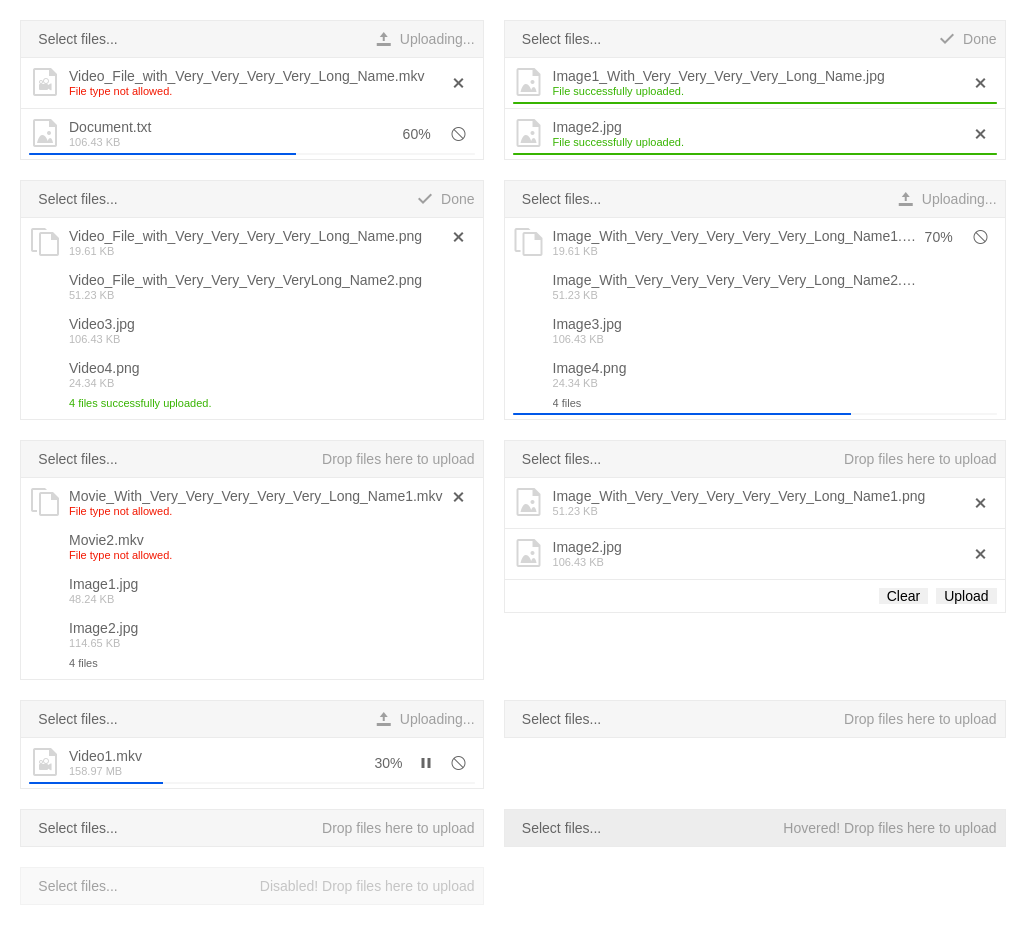 Select files... Uploading...
Video_File_with_Very_Very_Very_Very_Long_Name.mkv
File type not allowed.
Document.txt
106.43 KB
60%
Select files... Done
Image1_With_Very_Very_Very_Very_Long_Name.jpg
File successfully uploaded.
Image2.jpg
File successfully uploaded.
Select files... Done
Video_File_with_Very_Very_Very_Very_Long_Name.png
19.61 KB
Video_File_with_Very_Very_Very_VeryLong_Name2.png
51.23 KB
Video3.jpg
106.43 KB
Video4.png
24.34 KB
4 files successfully uploaded.
Select files... Uploading...
Image_With_Very_Very_Very_Very_Very_Long_Name1.... 70%
19.61 KB
Image_With_Very_Very_Very_Very_Very_Long_Name2....
51.23 KB
Image3.jpg
106.43 KB
Image4.png
24.34 KB
4 files
Select files... Drop files here to upload
Movie_With_Very_Very_Very_Very_Very_Long_Name1.mkv
File type not allowed.
Movie2.mkv
File type not allowed.
Image1.jpg
48.24 KB
Image2.jpg
114.65 KB
4 files
Select files... Drop files here to upload
Image_With_Very_Very_Very_Very_Very_Long_Name1.png
51.23 KB
Image2.jpg
106.43 KB
Clear Upload
Select files... Uploading...
Video1.mkv
158.97 MB
30%
Select files... Drop files here to upload
Select files... Drop files here to upload
Select files... Hovered! Drop files here to upload
Select files... Disabled! Drop files here to upload